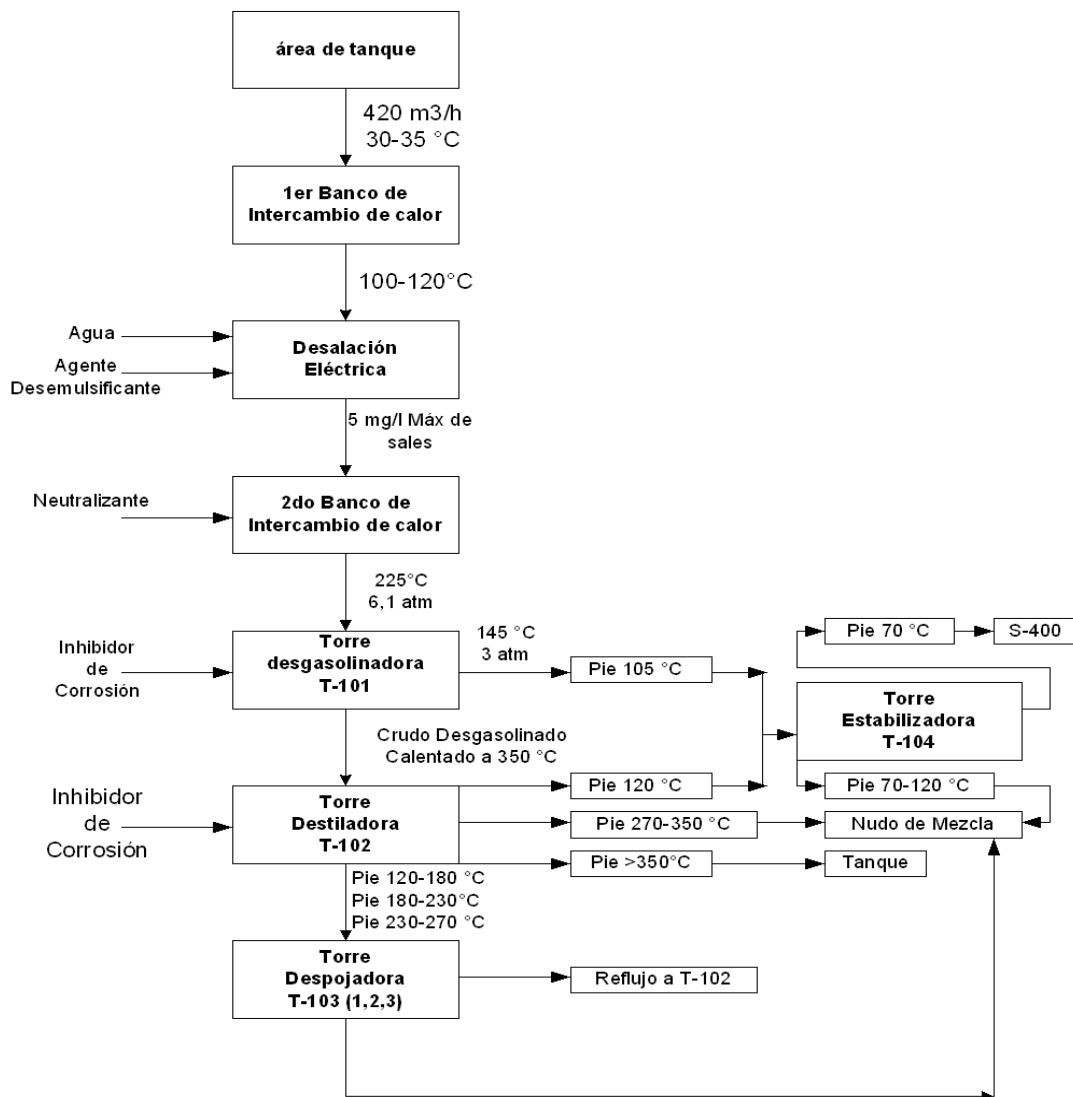 área de tanque
420 m3/h
30-35 °C
1er Banco de
Intercambio de calor
100-120°C
Agua
Agente
Desemulsificante
Desalación
Eléctrica
5 mg/l Máx de
sales
Neutralizante
2do Banco de
Intercambio de calor
225°C
6,1 atm
Inhibidor
de
Corrosión
Torre
desgasolinadora
T-101
145 °C
3 atm
Pie 105 °C
Pie 70 °C
S-400
Torre
Estabilizadora
T-104
Crudo Desgasolinado
Calentado a 350 °C
Inhibidor
de
Corrosión
Torre
Destiladora
T-102
Pie 120 °C
Pie 70-120 °C
Pie 270-350 °C
Nudo de Mezcla
Pie >350°C
Tanque
Pie 120-180 °C
Pie 180-230°C
Pie 230-270 °C
Torre
Despojadora
T-103 (1,2,3)
Reflujo a T-102